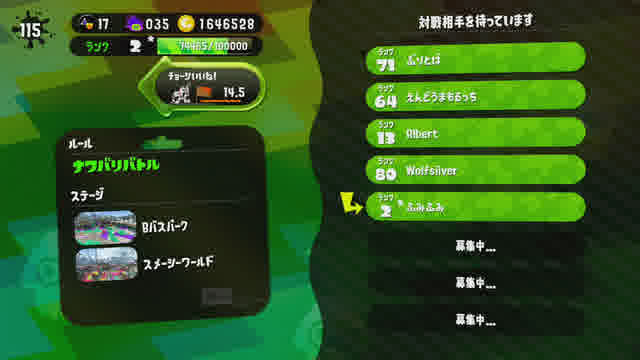 115
17
035
1646528
ランク 2* 74485/100000
チョーシいいね!
14.5
ルール
ナワバリバトル
ステージ
Bバスパーク
スメーシーワールド
対戦相手を待っています
ランク 71 ぷりとば
ランク 64 えんどうまもるっち
ランク 13 Albert
ランク 80 Wolfsilver
ランク 2* ふみふみ
募集中...
募集中...
募集中...